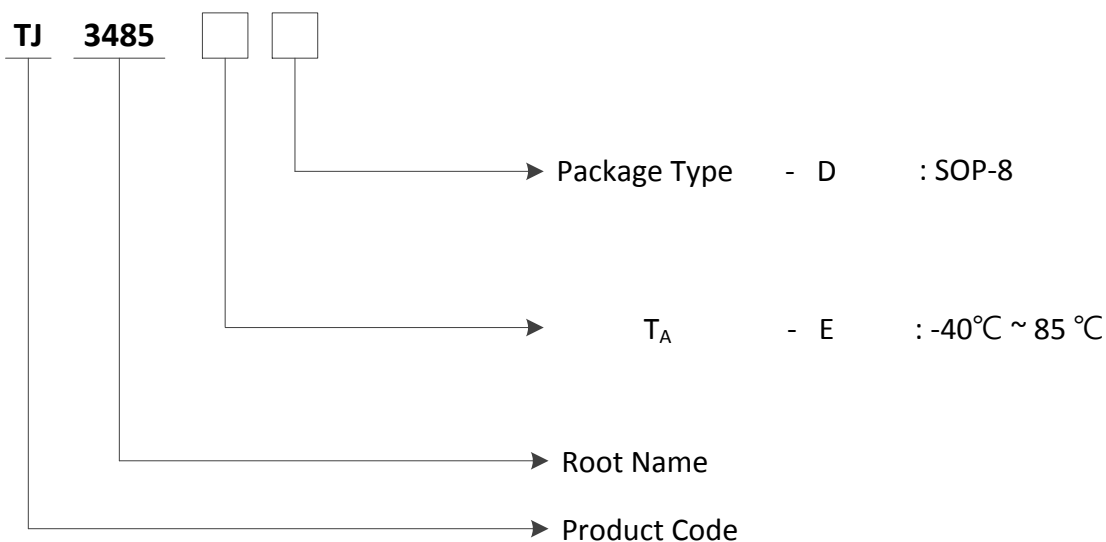 TJ 3485
Package Type - D : SOP-8
TA - E : -40℃ ~ 85 ℃
Root Name
Product Code